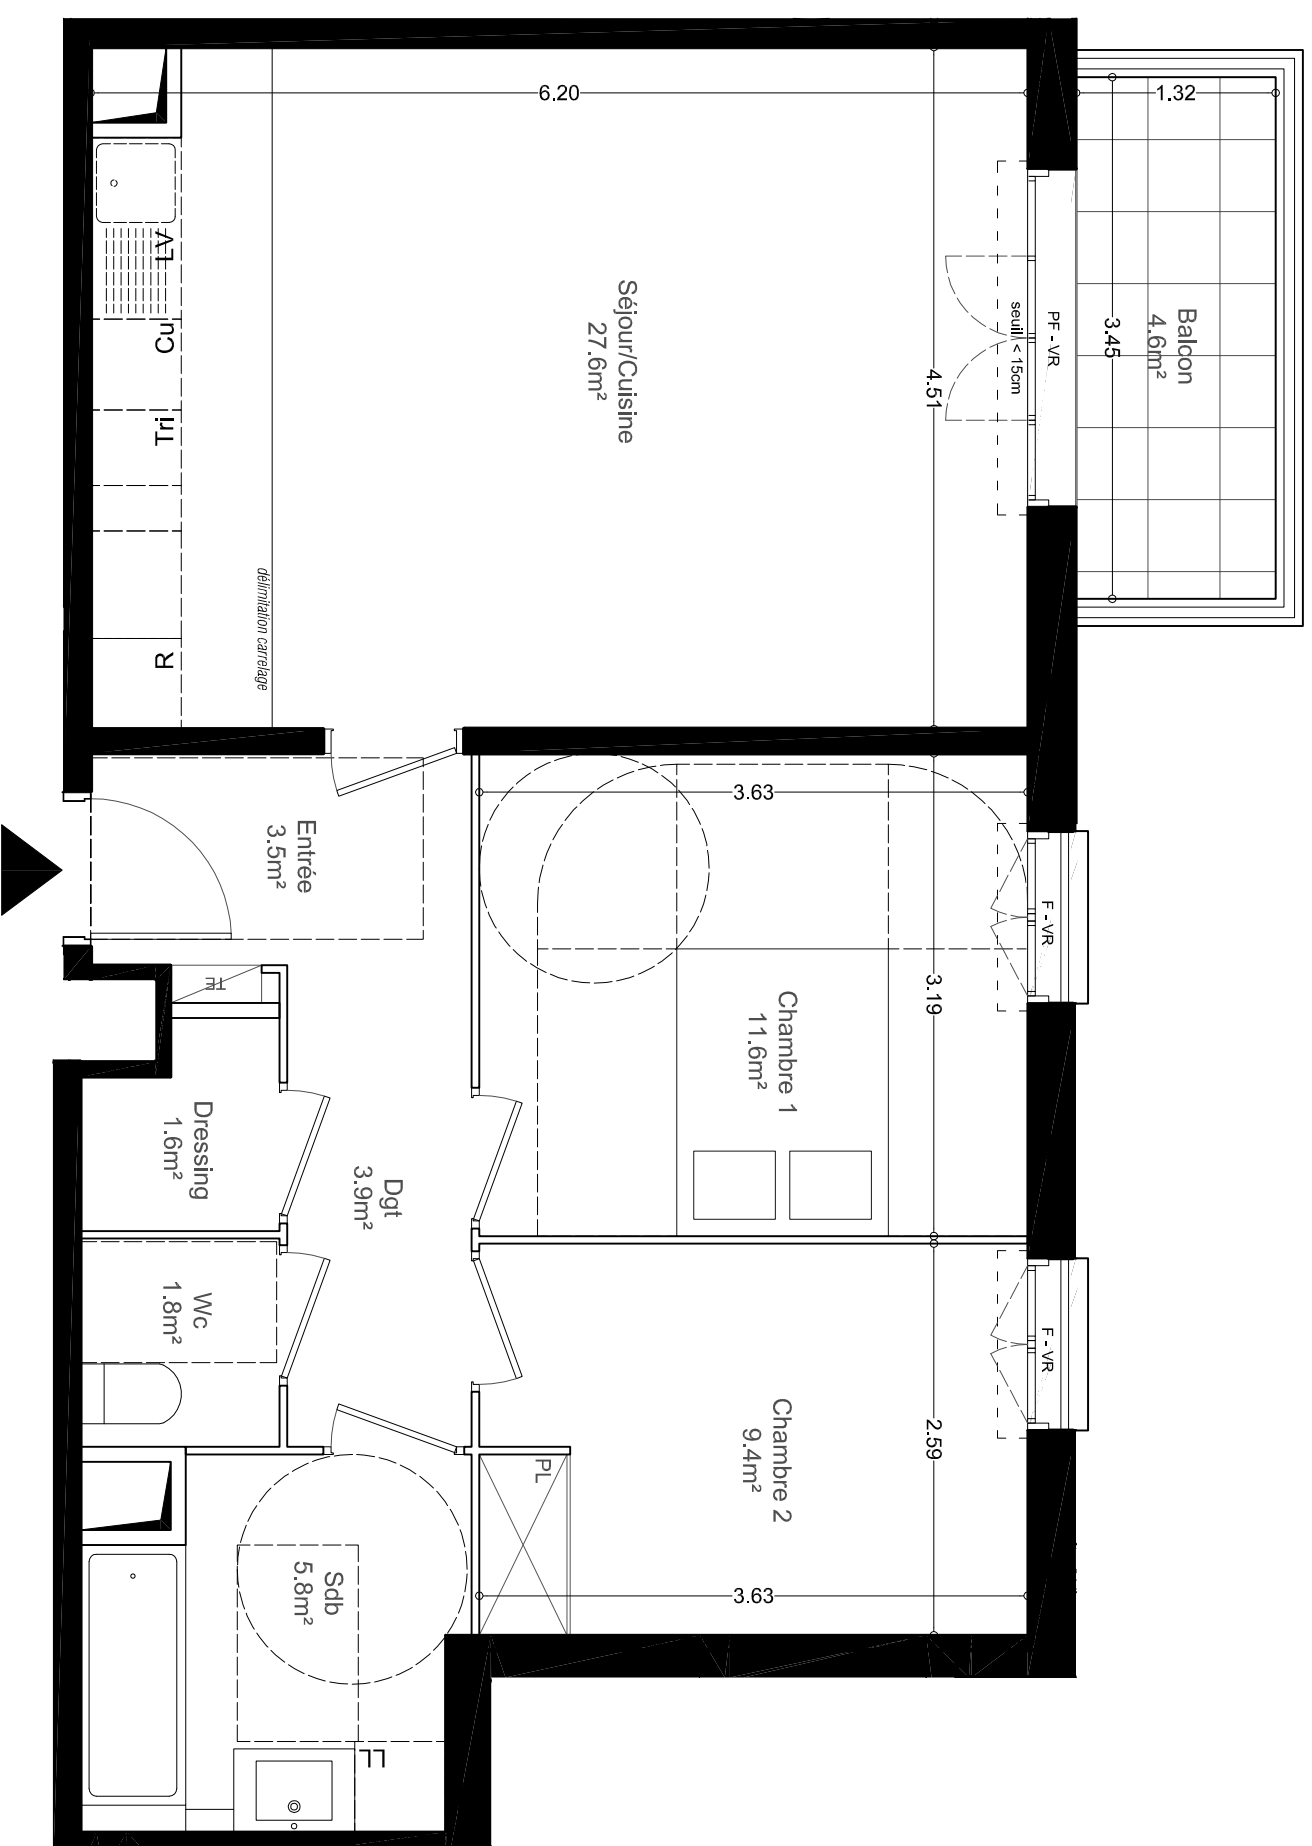 6.20
1.32
LV
Cu
Tri
R
délimitation carrelage
Séjour/Cuisine
27.6m²
4.51
seuil < 15cm
PF - VR
3.45
Balcon
4.6m²
Entrée
3.5m²
TE
3.63
Chambre 1
11.6m²
3.19
F - VR
Dressing
1.6m²
Dgt
3.9m²
Wc
1.8m²
Chambre 2
9.4m²
2.59
F - VR
PL
3.63
Sdb
5.8m²
LL